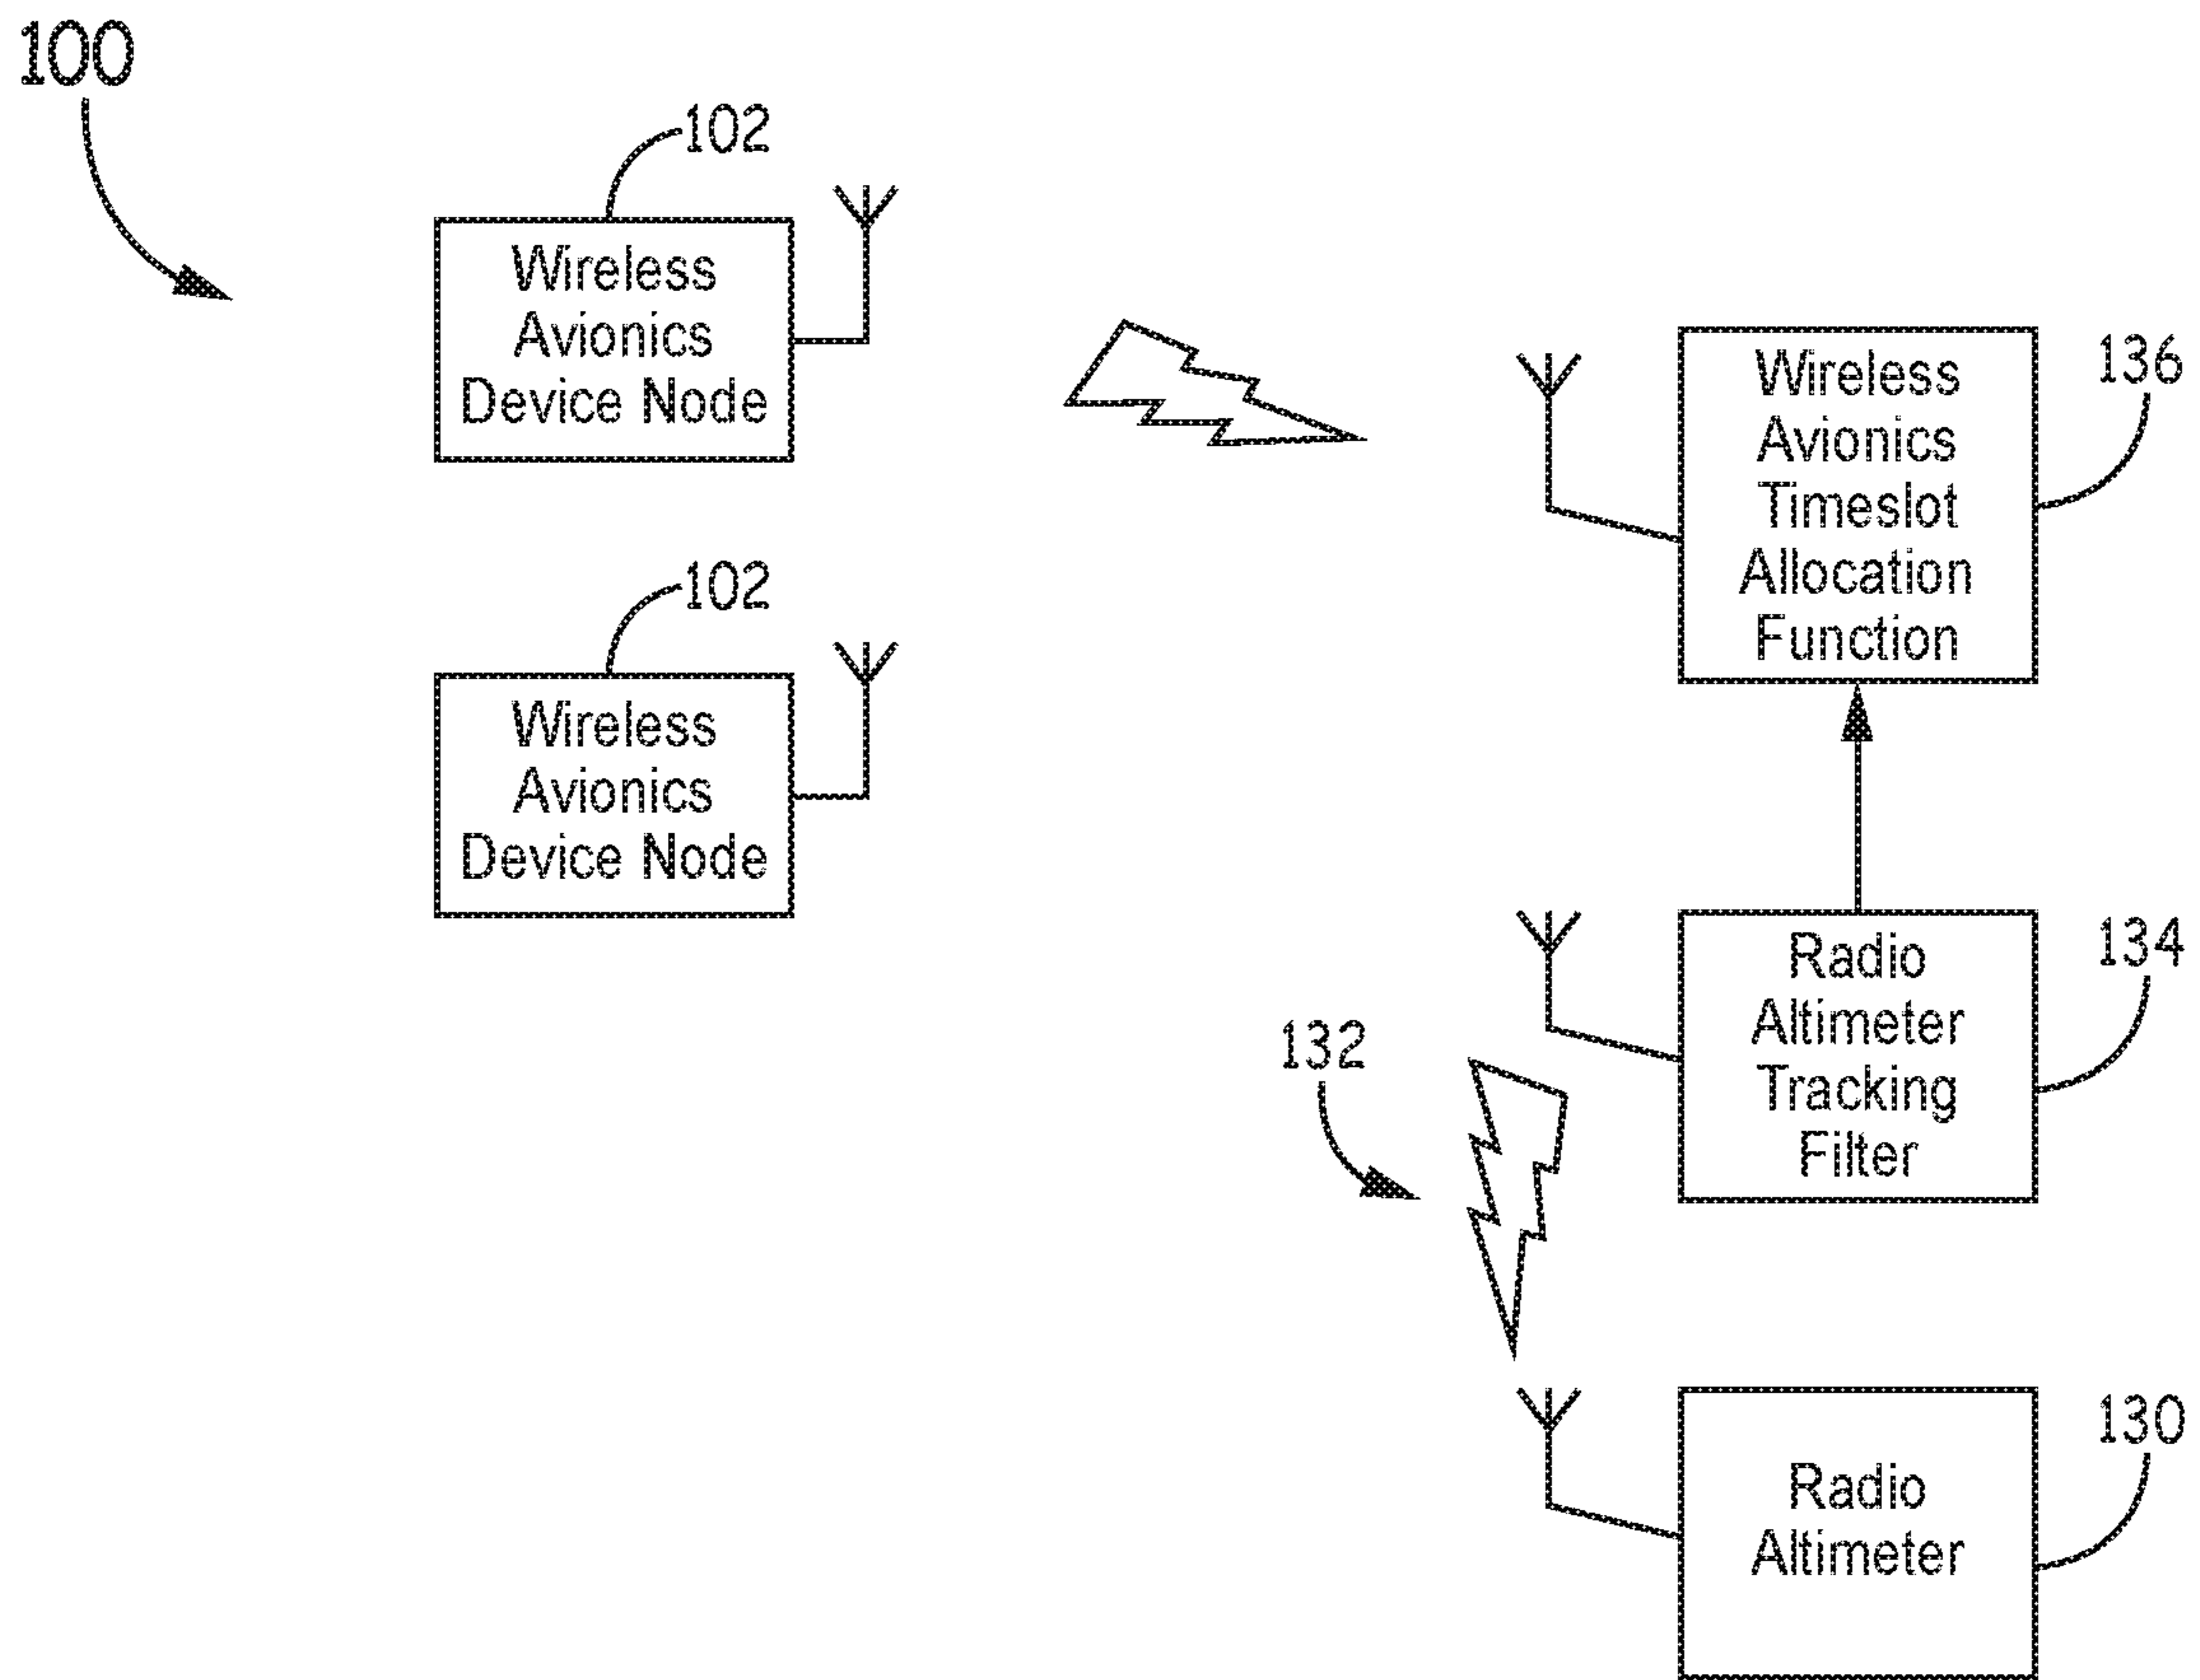 100
102
Wireless
Avionics
Device Node
102
Wireless
Avionics
Device Node
136
Wireless
Avionics
Timeslot
Allocation
Function
134
Radio
Altimeter
Tracking
Filter
132
130
Radio
Altimeter